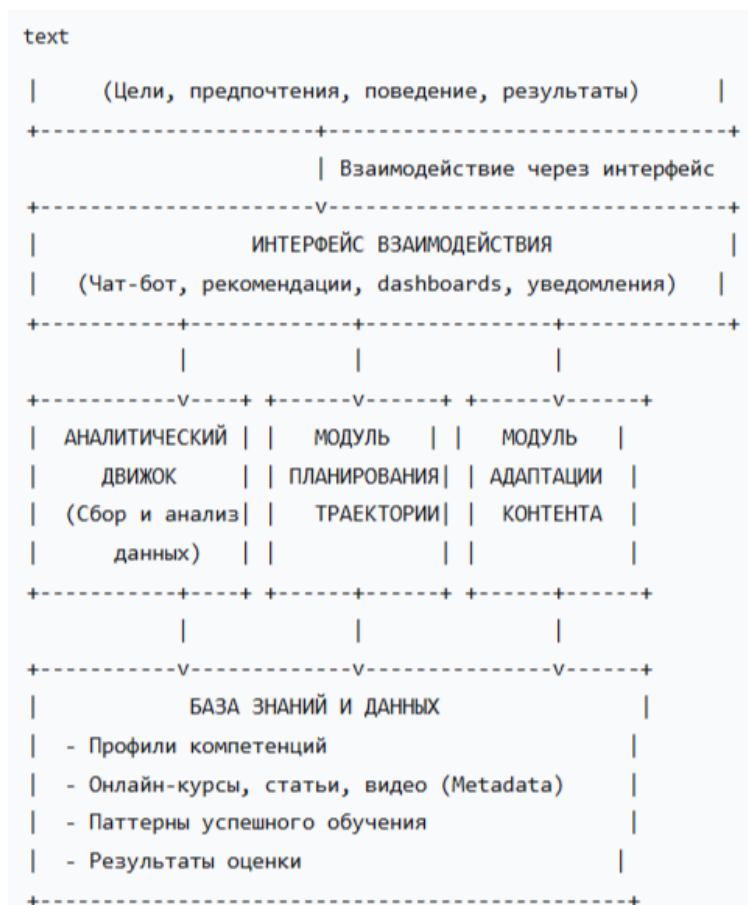 text
|      (Цели, предпочтения, поведение, результаты)      |
+----------------------+--------------------------------+
                       | Взаимодействие через интерфейс
+----------------------v--------------------------------+
|                ИНТЕРФЕЙС ВЗАИМОДЕЙСТВИЯ                |
|   (Чат-бот, рекомендации, dashboards, уведомления)   |
+-----------+-------------+---------------+-------------+
            |             |               |
+-----------v----+ +------v------+ +------v------+
|  АНАЛИТИЧЕСКИЙ | |   МОДУЛЬ   | |   МОДУЛЬ   |
|     ДВИЖОК     | | ПЛАНИРОВАНИЯ| | АДАПТАЦИИ  |
|  (Сбор и анализ| |   ТРАЕКТОРИИ| |  КОНТЕНТА  |
|      данных)   | |             | |            |
+-----------+----+ +------+------+ +------+------+
            |             |               |
+-----------v-------------v---------------v------+
|            БАЗА ЗНАНИЙ И ДАННЫХ                |
|  - Профили компетенций                        |
|  - Онлайн-курсы, статьи, видео (Metadata)     |
|  - Паттерны успешного обучения                |
|  - Результаты оценки                         |
+-----------------------------------------------+